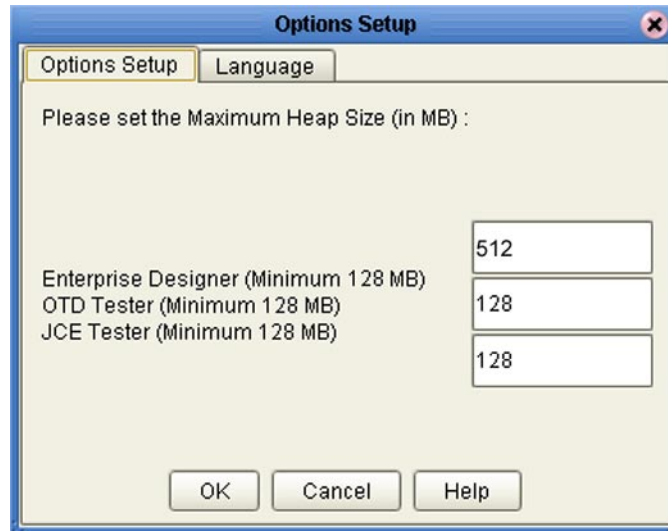 Options Setup
Options Setup
Language
Please set the Maximum Heap Size (in MB) :
512
Enterprise Designer (Minimum 128 MB)
OTD Tester (Minimum 128 MB)
128
JCE Tester (Minimum 128 MB)
128
OK
Cancel
Help